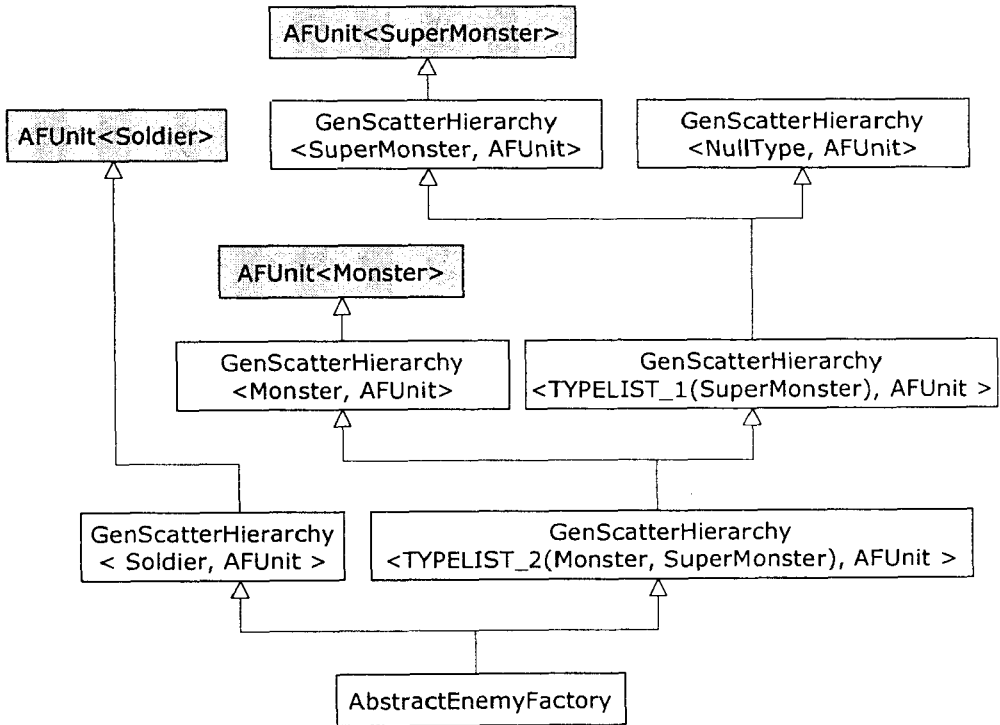 AFUnit<SuperMonster>
AFUnit<Soldier>
GenScatterHierarchy
<SuperMonster, AFUnit>
GenScatterHierarchy
<NullType, AFUnit>
AFUnit<Monster>
GenScatterHierarchy
<Monster, AFUnit>
GenScatterHierarchy
<TYPELIST_1(SuperMonster), AFUnit >
GenScatterHierarchy
< Soldier, AFUnit >
GenScatterHierarchy
<TYPELIST_2(Monster, SuperMonster), AFUnit >
AbstractEnemyFactory